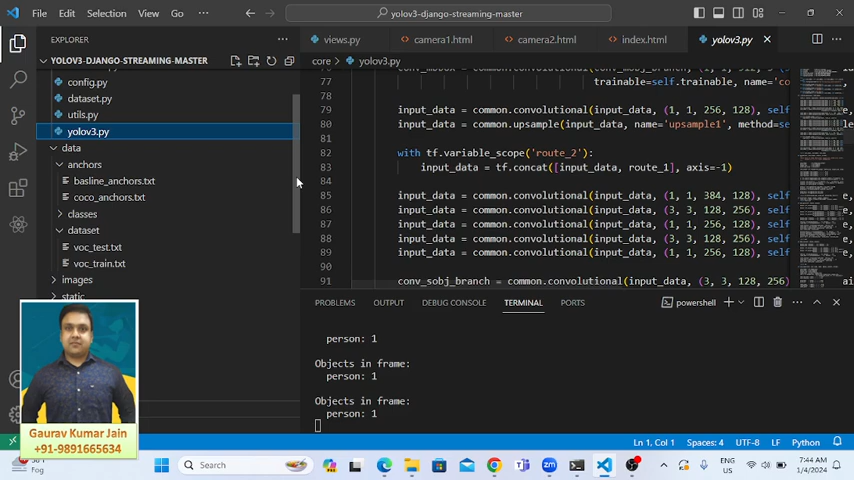 File Edit Selection View Go ··· yolov3-django-streaming-master
EXPLORER ··· views.py camera1.html camera2.html index.html yolov3.py
YOLOV3-DJANGO-STREAMING-MASTER
core > yolov3.py
config.py
dataset.py
utils.py
yolov3.py
data
anchors
basline_anchors.txt
coco_anchors.txt
classes
dataset
voc_test.txt
voc_train.txt
images
static
77 trainable=self.trainable, name='co
78
79 input_data = common.convolutional(input_data, (1, 1, 256, 128), self
80 input_data = common.upsample(input_data, name='upsample1', method=se
81
82 with tf.variable_scope('route_2'):
83 input_data = tf.concat([input_data, route_1], axis=-1)
84
85 input_data = common.convolutional(input_data, (1, 1, 384, 128), self
86 input_data = common.convolutional(input_data, (3, 3, 128, 256), self
87 input_data = common.convolutional(input_data, (1, 1, 256, 128), self
88 input_data = common.convolutional(input_data, (3, 3, 128, 256), self
89 input_data = common.convolutional(input_data, (1, 1, 256, 128), self
90
91 conv_sobj_branch = common.convolutional(input_data, (3, 3, 128, 256)
PROBLEMS OUTPUT DEBUG CONSOLE TERMINAL PORTS
powershell
person: 1
Objects in frame:
person: 1
Objects in frame:
person: 1
Gaurav Kumar Jain
+91-9891665634
Ln 1, Col 1 Spaces: 4 UTF-8 LF Python
Fog
Search
ENG
US
7:44 AM
1/4/2024